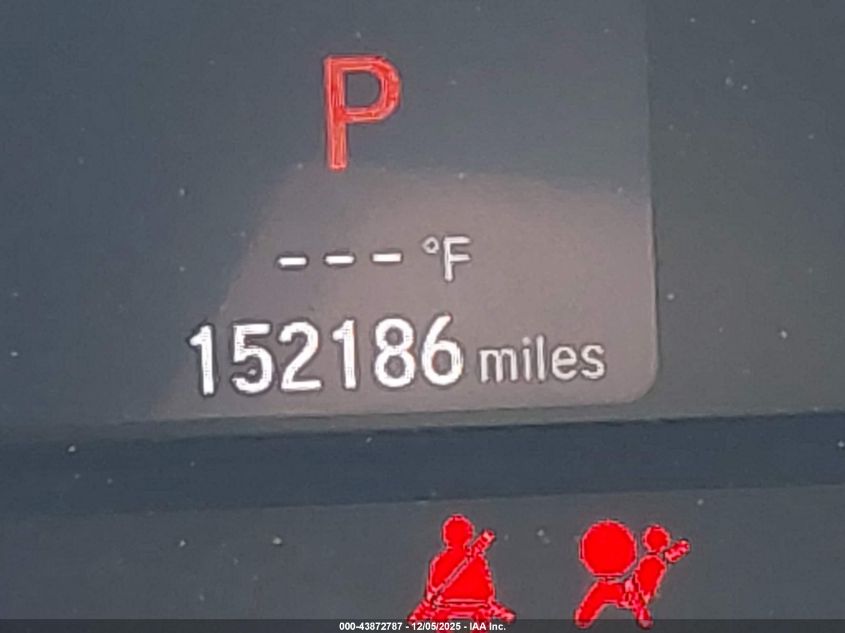 P
--- °F
152186 miles
000-43872787 - 12/05/2025 - IAA Inc.